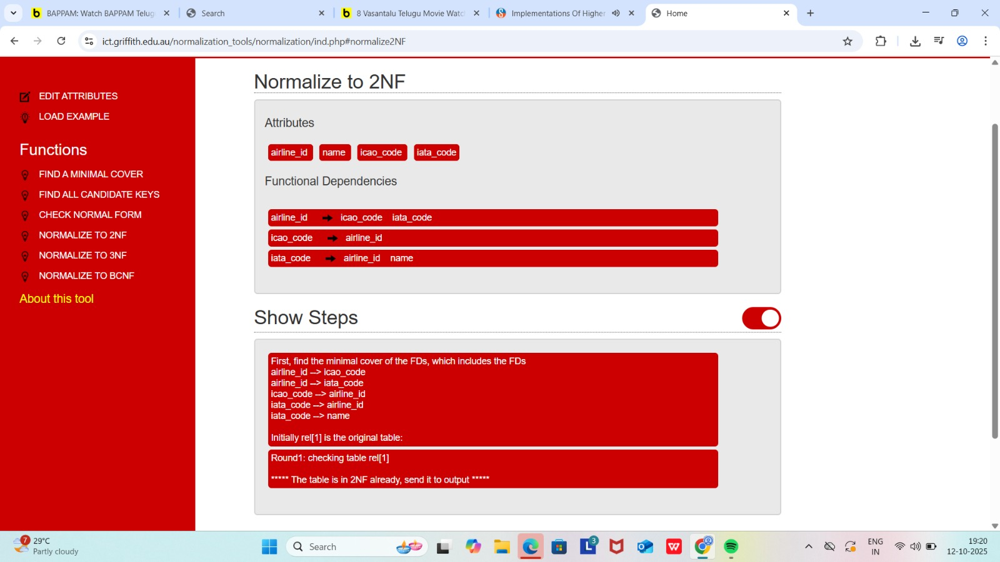 BAPPAM: Watch BAPPAM Telug
Search
8 Vasantalu Telugu Movie Watc
Implementations Of Higher
Home
ict.griffith.edu.au/normalization_tools/normalization/ind.php#normalize2NF
EDIT ATTRIBUTES
LOAD EXAMPLE
Functions
FIND A MINIMAL COVER
FIND ALL CANDIDATE KEYS
CHECK NORMAL FORM
NORMALIZE TO 2NF
NORMALIZE TO 3NF
NORMALIZE TO BCNF
About this tool
Normalize to 2NF
Attributes
airline_id name icao_code iata_code
Functional Dependencies
airline_id ➡ icao_code iata_code
icao_code ➡ airline_id
iata_code ➡ airline_id name
Show Steps
First, find the minimal cover of the FDs, which includes the FDs
airline_id --> icao_code
airline_id --> iata_code
icao_code --> airline_id
iata_code --> airline_id
iata_code --> name
Initially rel[1] is the original table:
Round1: checking table rel[1]
***** The table is in 2NF already, send it to output *****
7
29°C
Partly cloudy
Search
3
ENG
IN
19:20
12-10-2025